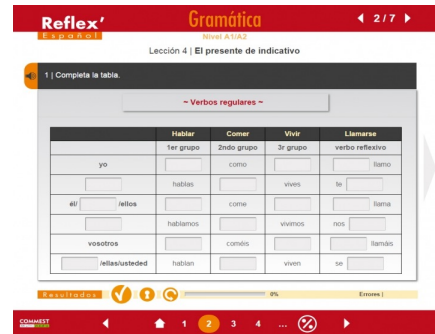 Reflex’
Español
Gramática
Nivel A1/A2
2/7
Lección 4 | El presente de indicativo
1 | Completa la tabla.
~ Verbos regulares ~
Hablar Comer Vivir Llamarse
1er grupo 2ndo grupo 3r grupo verbo reflexivo
yo como llamo
hablas vives te
él/ /ellos come llama
hablamos vivimos nos
vosotros coméis llamáis
/ellas/usted hablan viven se
Resultados 0% Errores |
COMMEST 1 2 3 4 ...